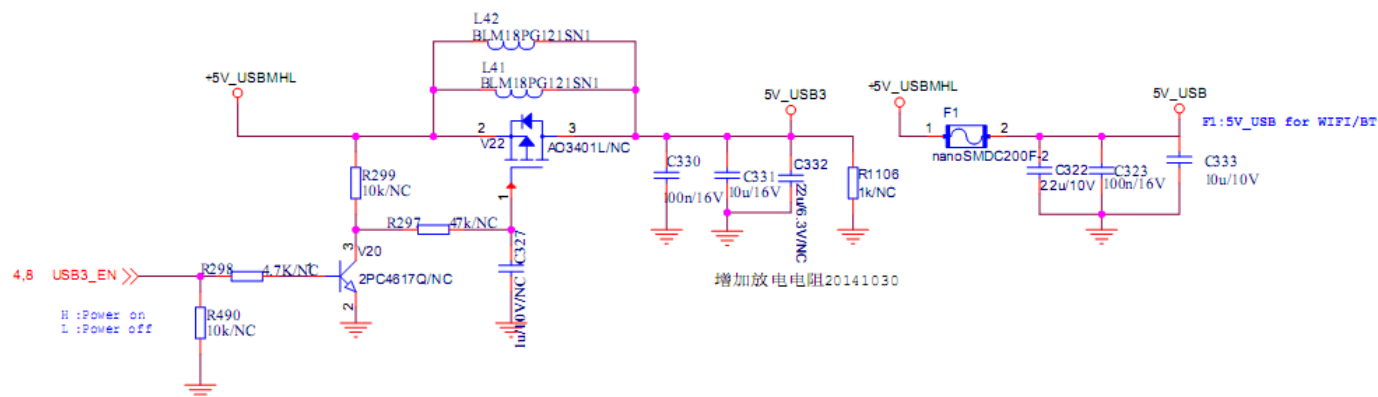 L42
BLM18PG121SN1
L41
BLM18PG121SN1
+5V_USBMHL
2
3
V22
AO3401L/NC
1
5V_USB3
R299
10k/NC
R297
47k/NC
C327
1u/10V/NC
C330
100n/16V
C331
10u/16V
C332
22u/6.3V/NC
R1106
1k/NC
增加放电电阻20141030
3
V20
1
2PC4617Q/NC
2
4,8
USB3_EN
R298
4.7K/NC
R490
10k/NC
H :Power on
L :Power off
+5V_USBMHL
F1
1
2
nanoSMDC200F-2
5V_USB
F1:5V_USB for WIFI/BT
C322
2.2u/10V
C323
100n/16V
C333
10u/10V